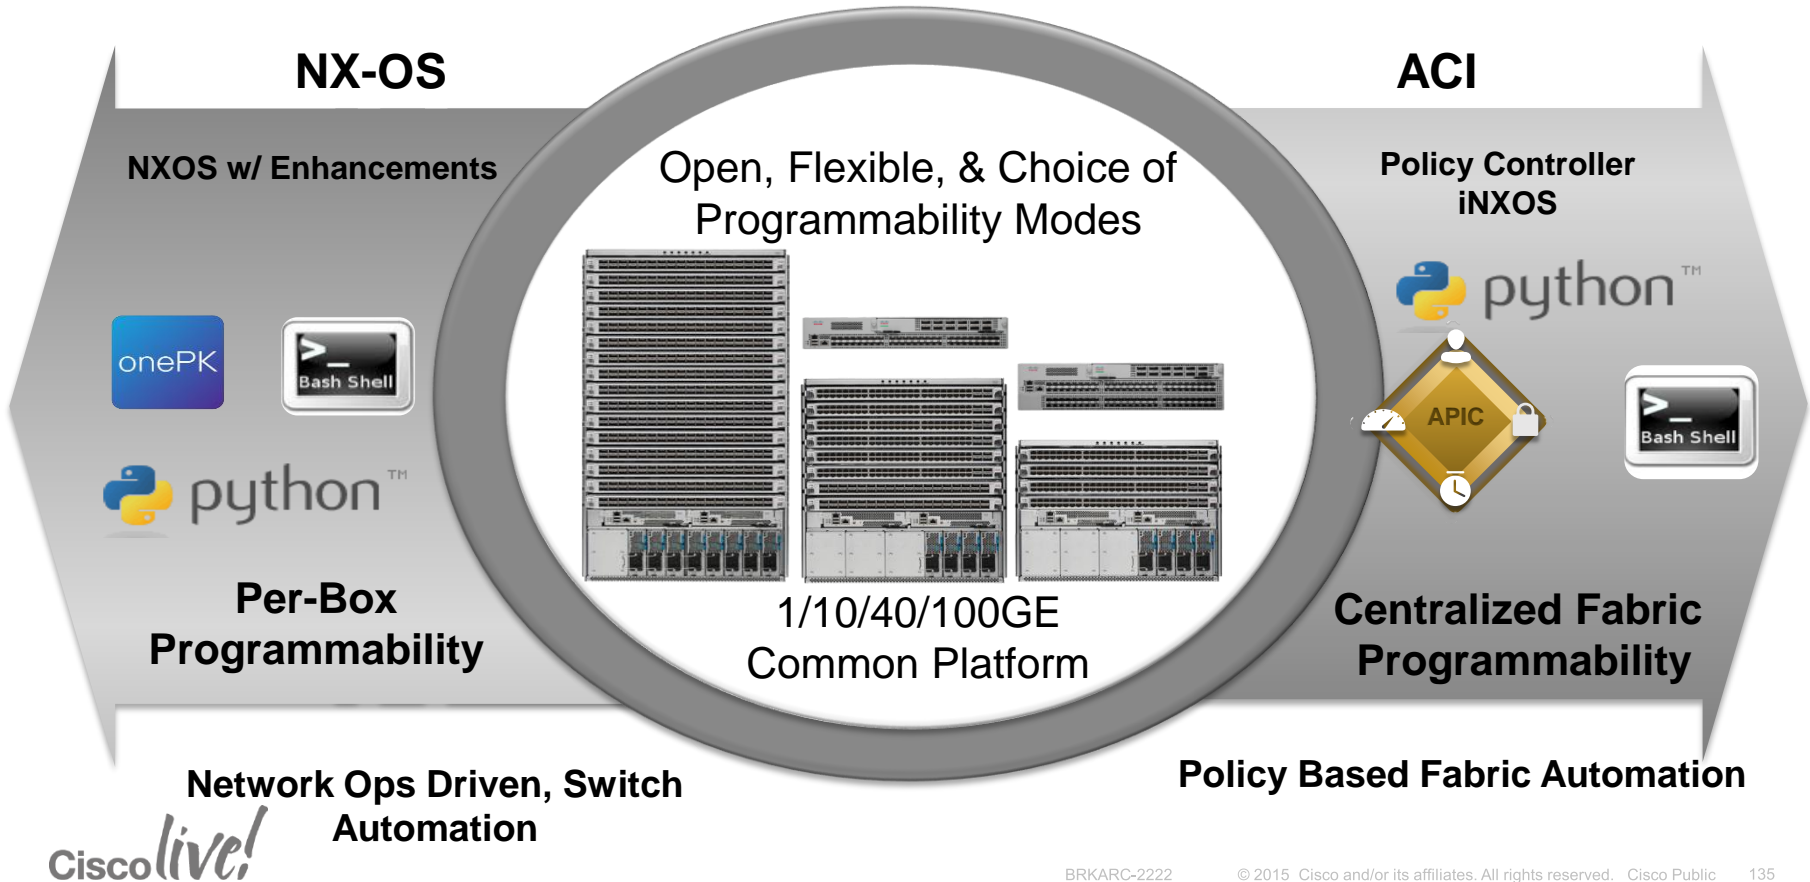 NX-OS
NXOS w/ Enhancements
onePK
>_
Bash Shell
python™
Per-Box
Programmability
Network Ops Driven, Switch
Automation
Open, Flexible, & Choice of
Programmability Modes
1/10/40/100GE
Common Platform
ACI
Policy Controller
iNXOS
python™
APIC
>_
Bash Shell
Centralized Fabric
Programmability
Policy Based Fabric Automation
Cisco live!
BRKARC-2222 © 2015 Cisco and/or its affiliates. All rights reserved. Cisco Public 135